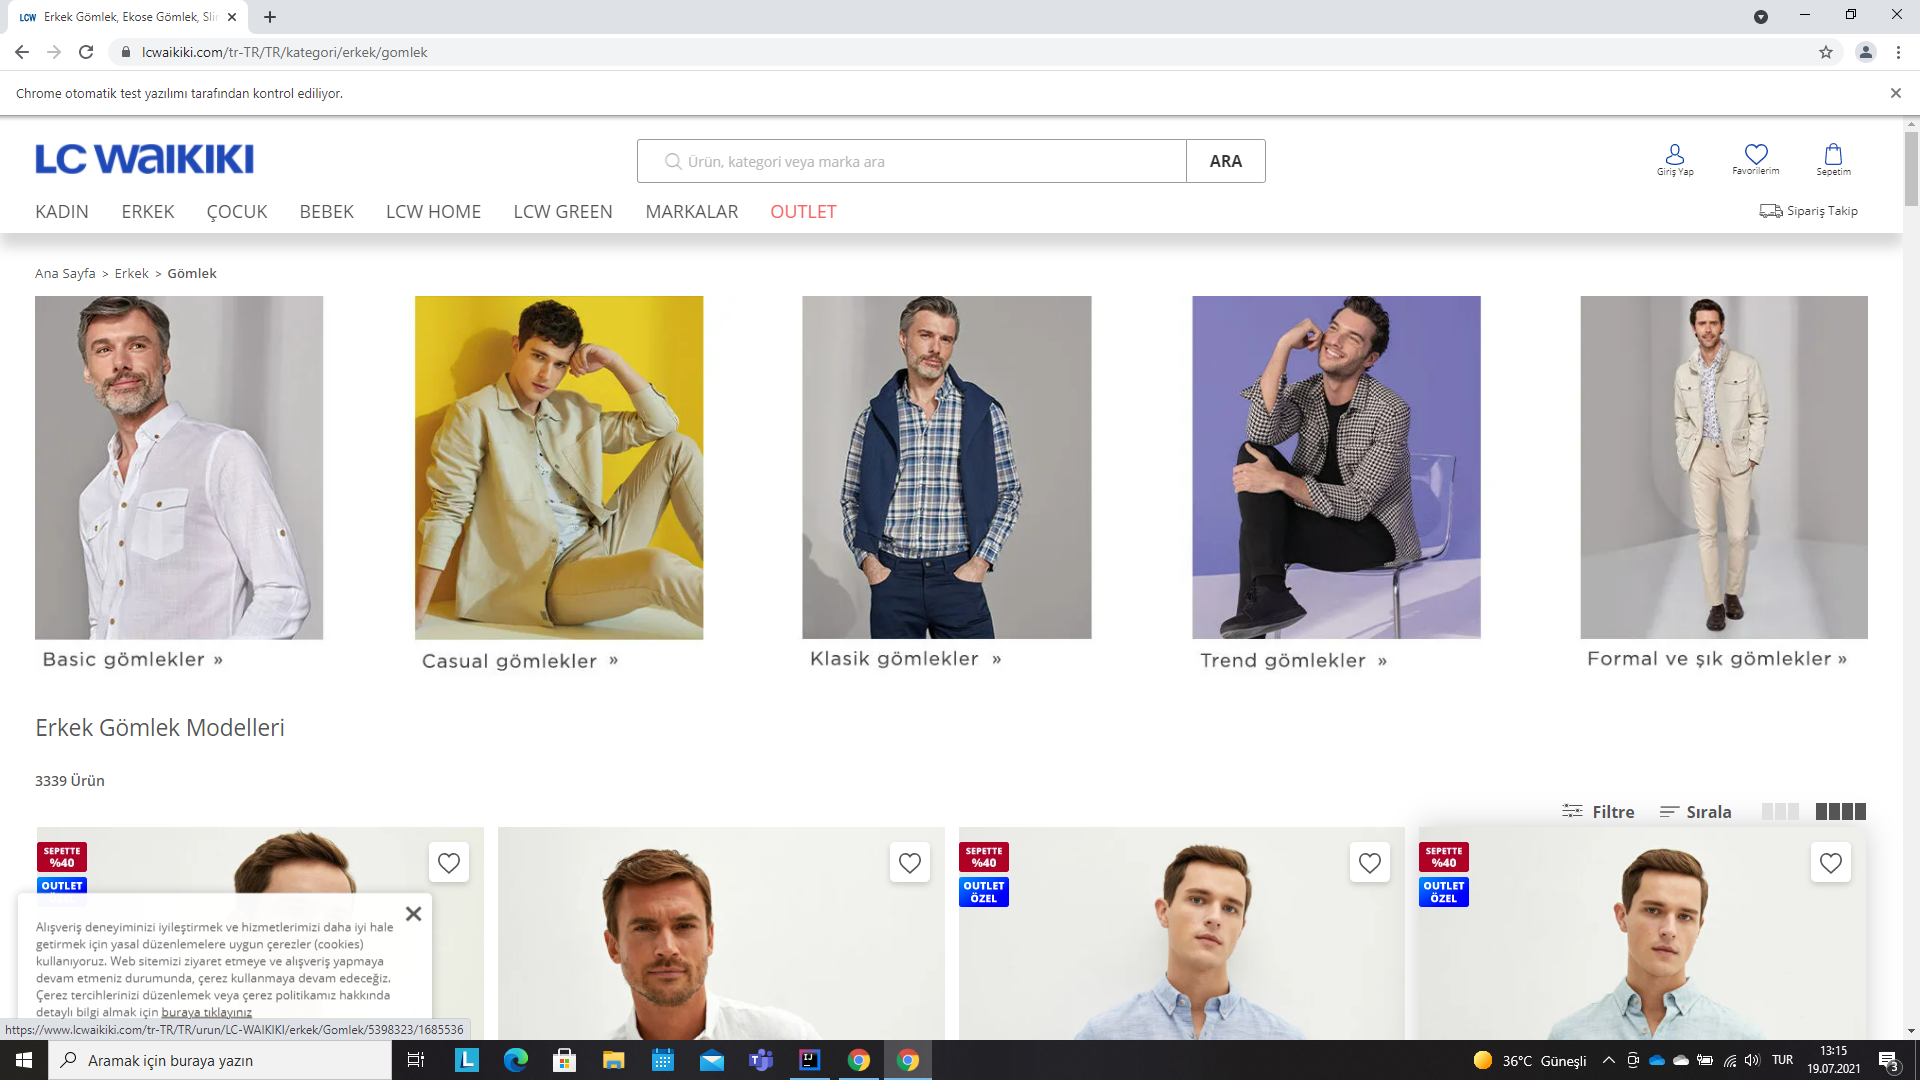 LCW Erkek Gömlek, Ekose Gömlek, Sli
lcwaikiki.com/tr-TR/TR/kategori/erkek/gomlek
Chrome otomatik test yazılımı tarafından kontrol ediliyor.
LC WAIKIKI
Ürün, kategori veya marka ara
ARA
Giriş Yap
Favorilerim
Sepetim
KADIN ERKEK ÇOCUK BEBEK LCW HOME LCW GREEN MARKALAR OUTLET
Sipariş Takip
Ana Sayfa > Erkek > Gömlek
Basic gömlekler »
Casual gömlekler »
Klasik gömlekler »
Trend gömlekler »
Formal ve şık gömlekler »
Erkek Gömlek Modelleri
3339 Ürün
Filtre
Sırala
SEPETTE
%40
OUTLET
SEPETTE
%40
OUTLET
ÖZEL
SEPETTE
%40
OUTLET
ÖZEL
Alışveriş deneyiminizi iyileştirmek ve hizmetlerimizi daha iyi hale
getirmek için yasal düzenlemelere uygun çerezler (cookies)
kullanıyoruz. Web sitemizi ziyaret etmeye ve alışveriş yapmaya
devam etmeniz durumunda, çerez kullanmaya devam edeceğiz.
Çerez tercihlerinizi düzenlemek veya çerez politikamız hakkında
detaylı bilgi almak için buraya tıklayınız
https://www.lcwaikiki.com/tr-TR/TR/urun/LC-WAIKIKI/erkek/Gomlek/5398323/1685536
Aramak için buraya yazın
L
IJ
36°C Güneşli
TUR
13:15
19.07.2021
3